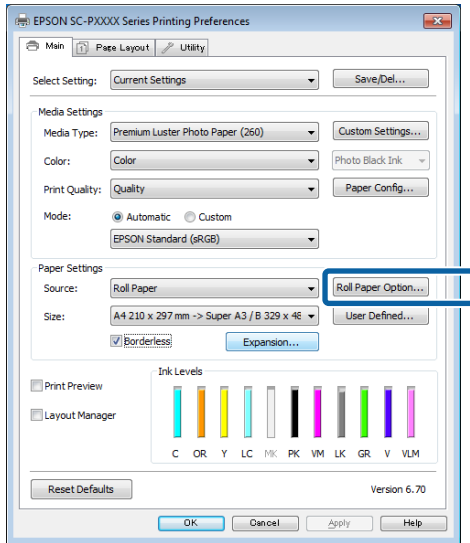 EPSON SC-PXXXX Series Printing Preferences
Main Page Layout Utility
Select Setting: Current Settings Save/Del...
Media Settings
Media Type: Premium Luster Photo Paper (260) Custom Settings...
Color: Color Photo Black Ink
Print Quality: Quality Paper Config...
Mode: Automatic Custom
EPSON Standard (sRGB)
Paper Settings
Source: Roll Paper Roll Paper Option...
Size: A4 210 x 297 mm -> Super A3 / B 329 x 48 User Defined...
Borderless Expansion...
Ink Levels
Print Preview
Layout Manager
C OR Y LC MK PK VM LK GR V VLM
Reset Defaults Version 6.70
OK Cancel Apply Help